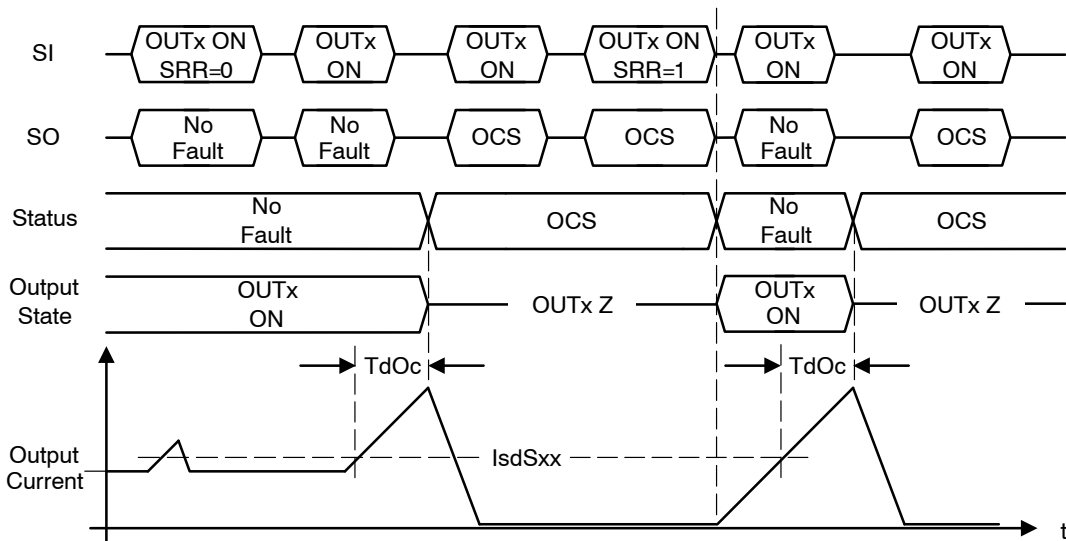 SI
OUTx ON
SRR=0
OUTx
ON
OUTx
ON
OUTx ON
SRR=1
OUTx
ON
OUTx
ON
SO
No
Fault
No
Fault
OCS
OCS
No
Fault
OCS
Status
No
Fault
OCS
No
Fault
OCS
Output
State
OUTx
ON
OUTx Z
OUTx
ON
OUTx Z
TdOc
TdOc
Output
Current
IsdSxx
t